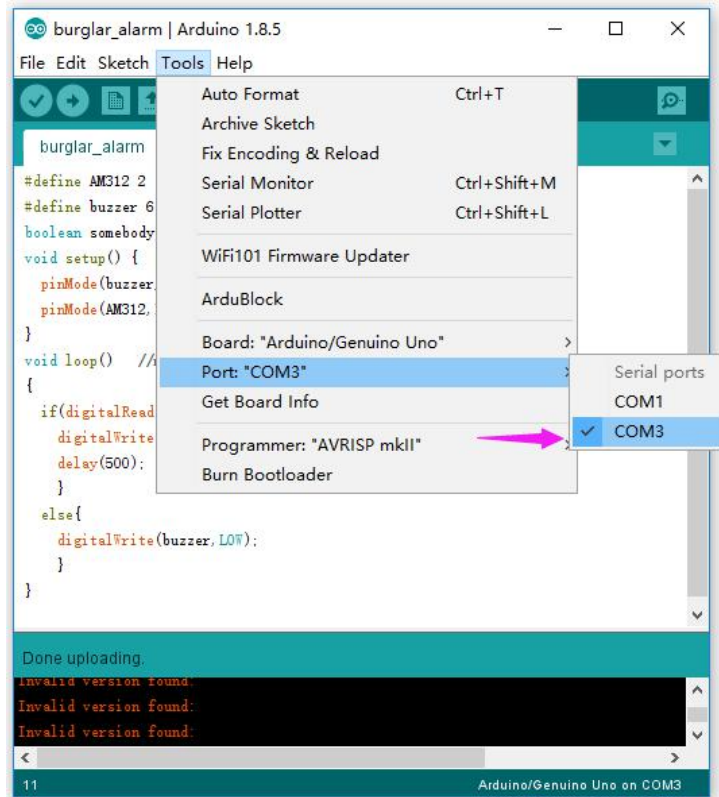 burglar_alarm | Arduino 1.8.5
File Edit Sketch Tools Help
burglar_alarm
Auto Format Ctrl+T
Archive Sketch
Fix Encoding & Reload
Serial Monitor Ctrl+Shift+M
Serial Plotter Ctrl+Shift+L
WiFi101 Firmware Updater
ArduBlock
Board: "Arduino/Genuino Uno"
Port: "COM3"
Get Board Info
Programmer: "AVRISP mkII"
Burn Bootloader
Serial ports
COM1
COM3
#define AM312 2
#define buzzer 6
boolean somebody
void setup() {
pinMode(buzzer,
pinMode(AM312,
}
void loop() //
{
if(digitalRead
digitalWrite
delay(500);
}
else{
digitalWrite(buzzer,LOW);
}
}
Done uploading.
Invalid version found:
Invalid version found:
Invalid version found:
11 Arduino/Genuino Uno on COM3